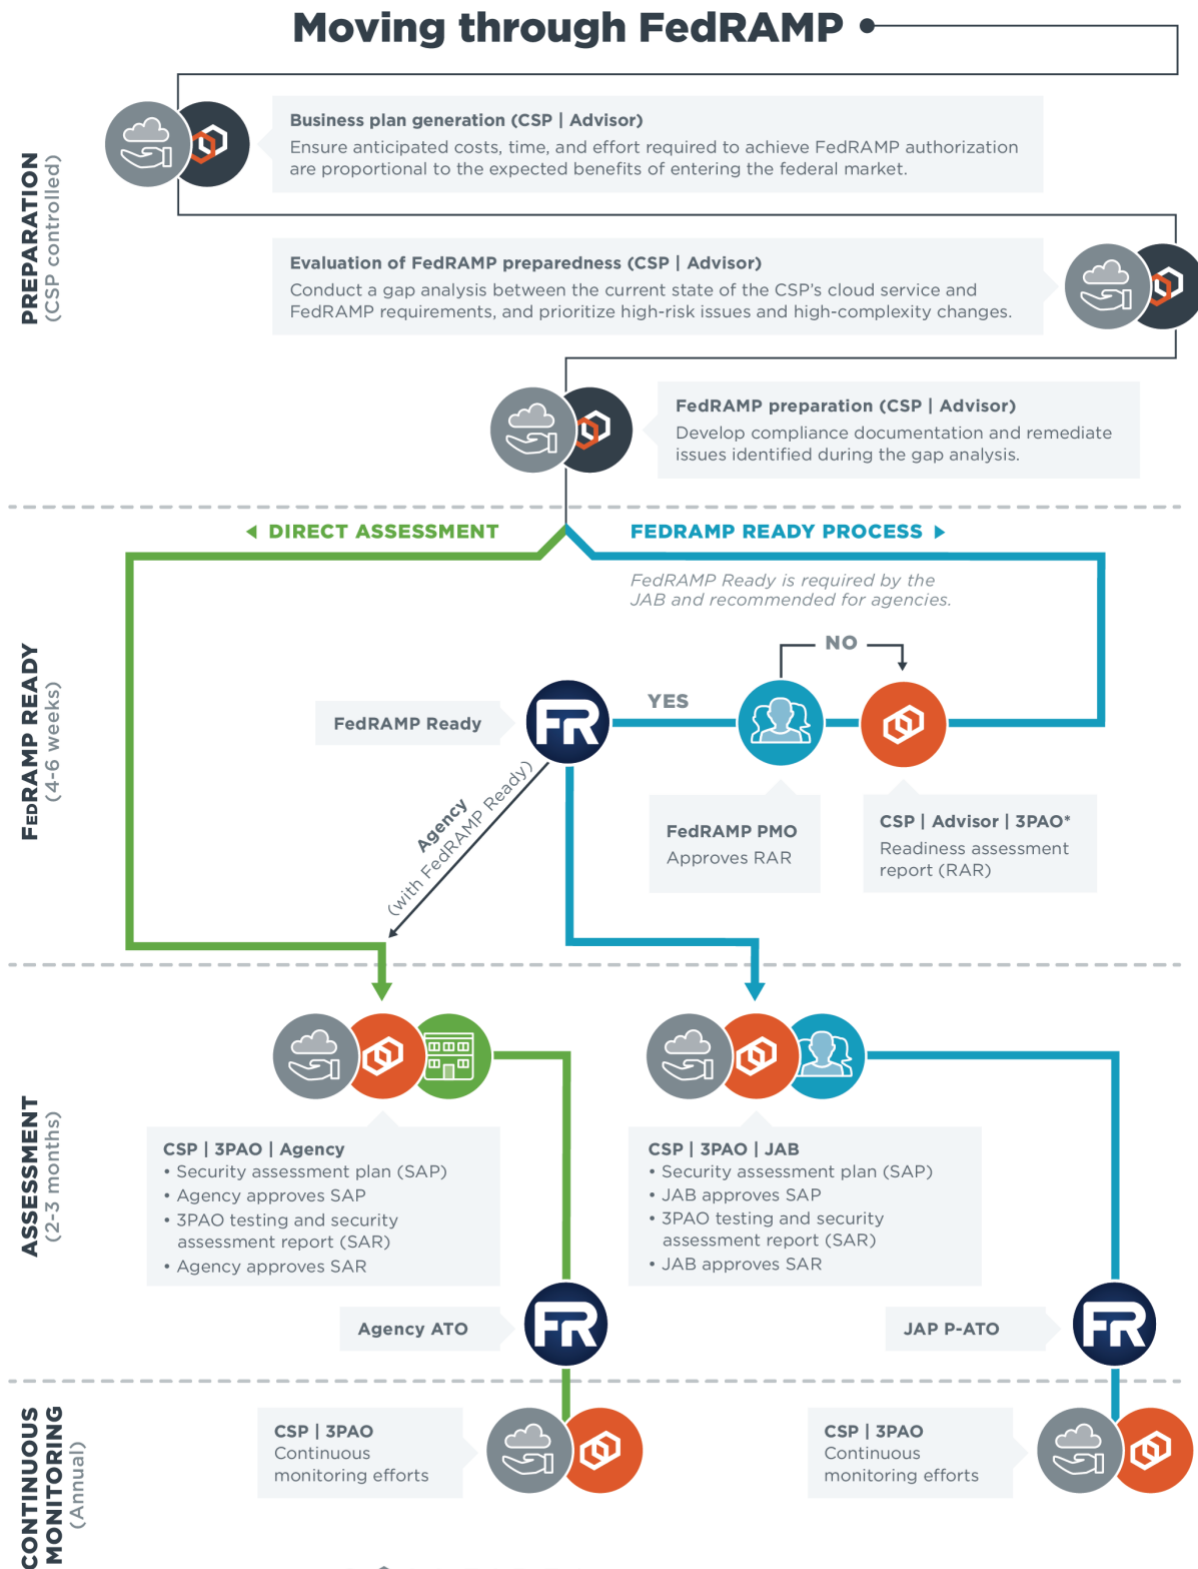 Moving through FedRAMP
PREPARATION
(CSP controlled)
Business plan generation (CSP | Advisor)
Ensure anticipated costs, time, and effort required to achieve FedRAMP authorization
are proportional to the expected benefits of entering the federal market.
Evaluation of FedRAMP preparedness (CSP | Advisor)
Conduct a gap analysis between the current state of the CSP's cloud service and
FedRAMP requirements, and prioritize high-risk issues and high-complexity changes.
FedRAMP preparation (CSP | Advisor)
Develop compliance documentation and remediate
issues identified during the gap analysis.
FEDRAMP READY
(4-6 weeks)
DIRECT ASSESSMENT
FEDRAMP READY PROCESS
FedRAMP Ready is required by the
JAB and recommended for agencies.
NO
YES
FedRAMP Ready
FR
Agency
(with FedRAMP Ready)
FedRAMP PMO
Approves RAR
CSP | Advisor | 3PAO*
Readiness assessment
report (RAR)
ASSESSMENT
(2-3 months)
CSP | 3PAO | Agency
• Security assessment plan (SAP)
• Agency approves SAP
• 3PAO testing and security
assessment report (SAR)
• Agency approves SAR
CSP | 3PAO | JAB
• Security assessment plan (SAP)
• JAB approves SAP
• 3PAO testing and security
assessment report (SAR)
• JAB approves SAR
Agency ATO
FR
JAP P-ATO
FR
CONTINUOUS
MONITORING
(Annual)
CSP | 3PAO
Continuous
monitoring efforts
CSP | 3PAO
Continuous
monitoring efforts